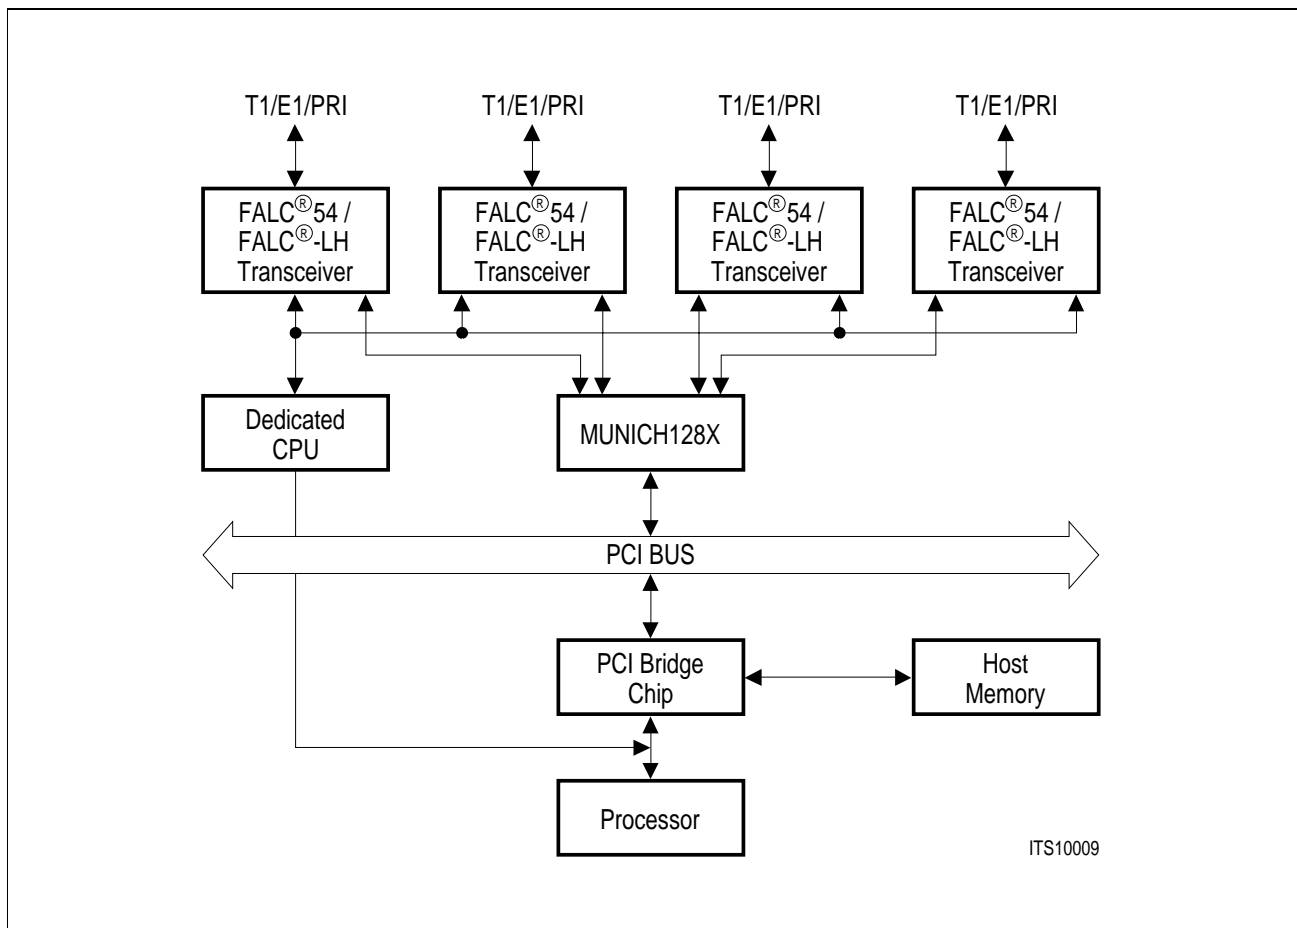 T1/E1/PRI
T1/E1/PRI
T1/E1/PRI
T1/E1/PRI
FALC®54 /
FALC®-LH
Transceiver
FALC®54 /
FALC®-LH
Transceiver
FALC®54 /
FALC®-LH
Transceiver
FALC®54 /
FALC®-LH
Transceiver
Dedicated
CPU
MUNICH128X
PCI BUS
PCI Bridge
Chip
Host
Memory
Processor
ITS10009